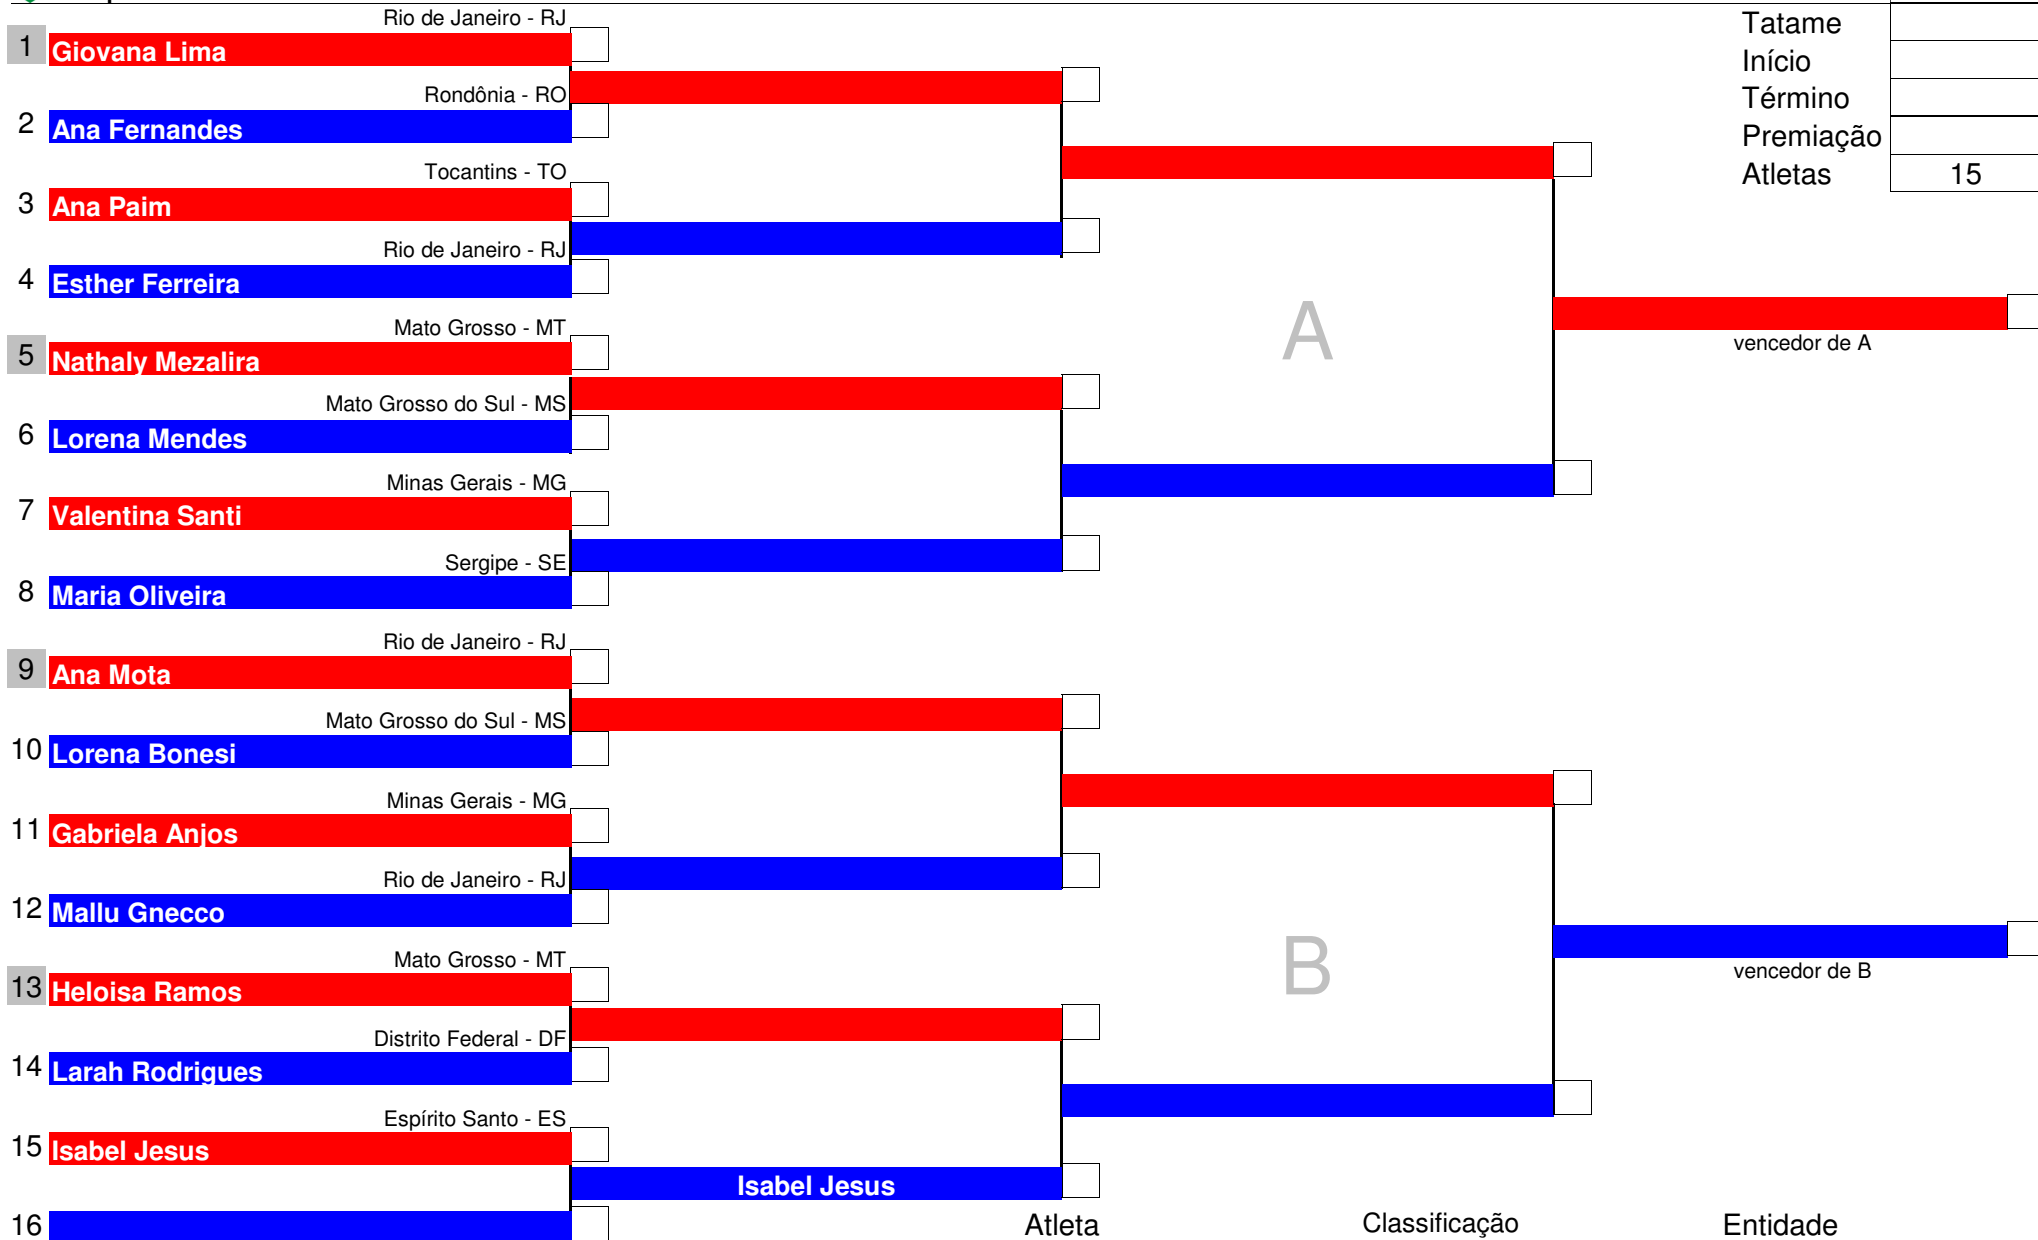 Rio de Janeiro - RJ
1 Giovana Lima
Rondônia - RO
2 Ana Fernandes
Tocantins - TO
3 Ana Paim
Rio de Janeiro - RJ
4 Esther Ferreira
Mato Grosso - MT
5 Nathaly Mezalira
Mato Grosso do Sul - MS
6 Lorena Mendes
Minas Gerais - MG
7 Valentina Santi
Sergipe - SE
8 Maria Oliveira
Rio de Janeiro - RJ
9 Ana Mota
Mato Grosso do Sul - MS
10 Lorena Bonesi
Minas Gerais - MG
11 Gabriela Anjos
Rio de Janeiro - RJ
12 Mallu Gnecco
Mato Grosso - MT
13 Heloisa Ramos
Distrito Federal - DF
14 Larah Rodrigues
Espírito Santo - ES
15 Isabel Jesus
16
Isabel Jesus
A
B
vencedor de A
vencedor de B
Tatame
Início
Término
Premiação
Atletas 15
Atleta Classificação Entidade